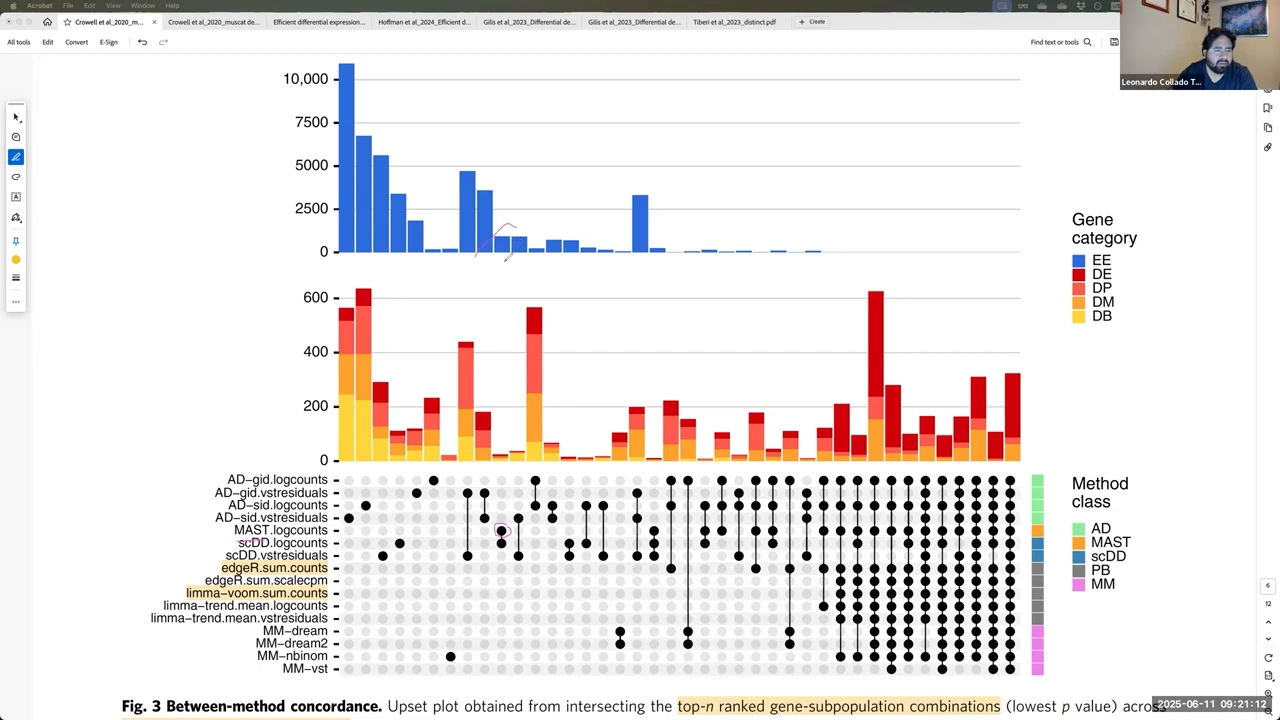 Acrobat File Edit View Window Help
Crowell et al_2020_m... × Crowell et al_2020_muscat de... Efficient differential expression... Hoffman et al_2024_Efficient d... Gilis et al_2023_Differential de... Gilis et al_2023_Differential de... Tiberi et al_2023_distinct.pdf + Create
All tools Edit Convert E-Sign Find text or tools
Leonardo Collado T...
10,000
7500
5000
2500
0
Gene
category
EE
DE
DP
DM
DB
600
400
200
0
AD-gid.logcounts
AD-gid.vstresiduals
AD-sid.logcounts
AD-sid.vstresiduals
MAST.logcounts
scDD.logcounts
scDD.vstresiduals
edgeR.sum.counts
edgeR.sum.scalecpm
limma-voom.sum.counts
limma-trend.mean.logcounts
limma-trend.mean.vstresiduals
MM-dream
MM-dream2
MM-nbinom
MM-vst
Method
class
AD
MAST
scDD
PB
MM
6
12
Fig. 3 Between-method concordance. Upset plot obtained from intersecting the top-n ranked gene-subpopulation combinations (lowest p value) across
2025-06-11 09:21:12